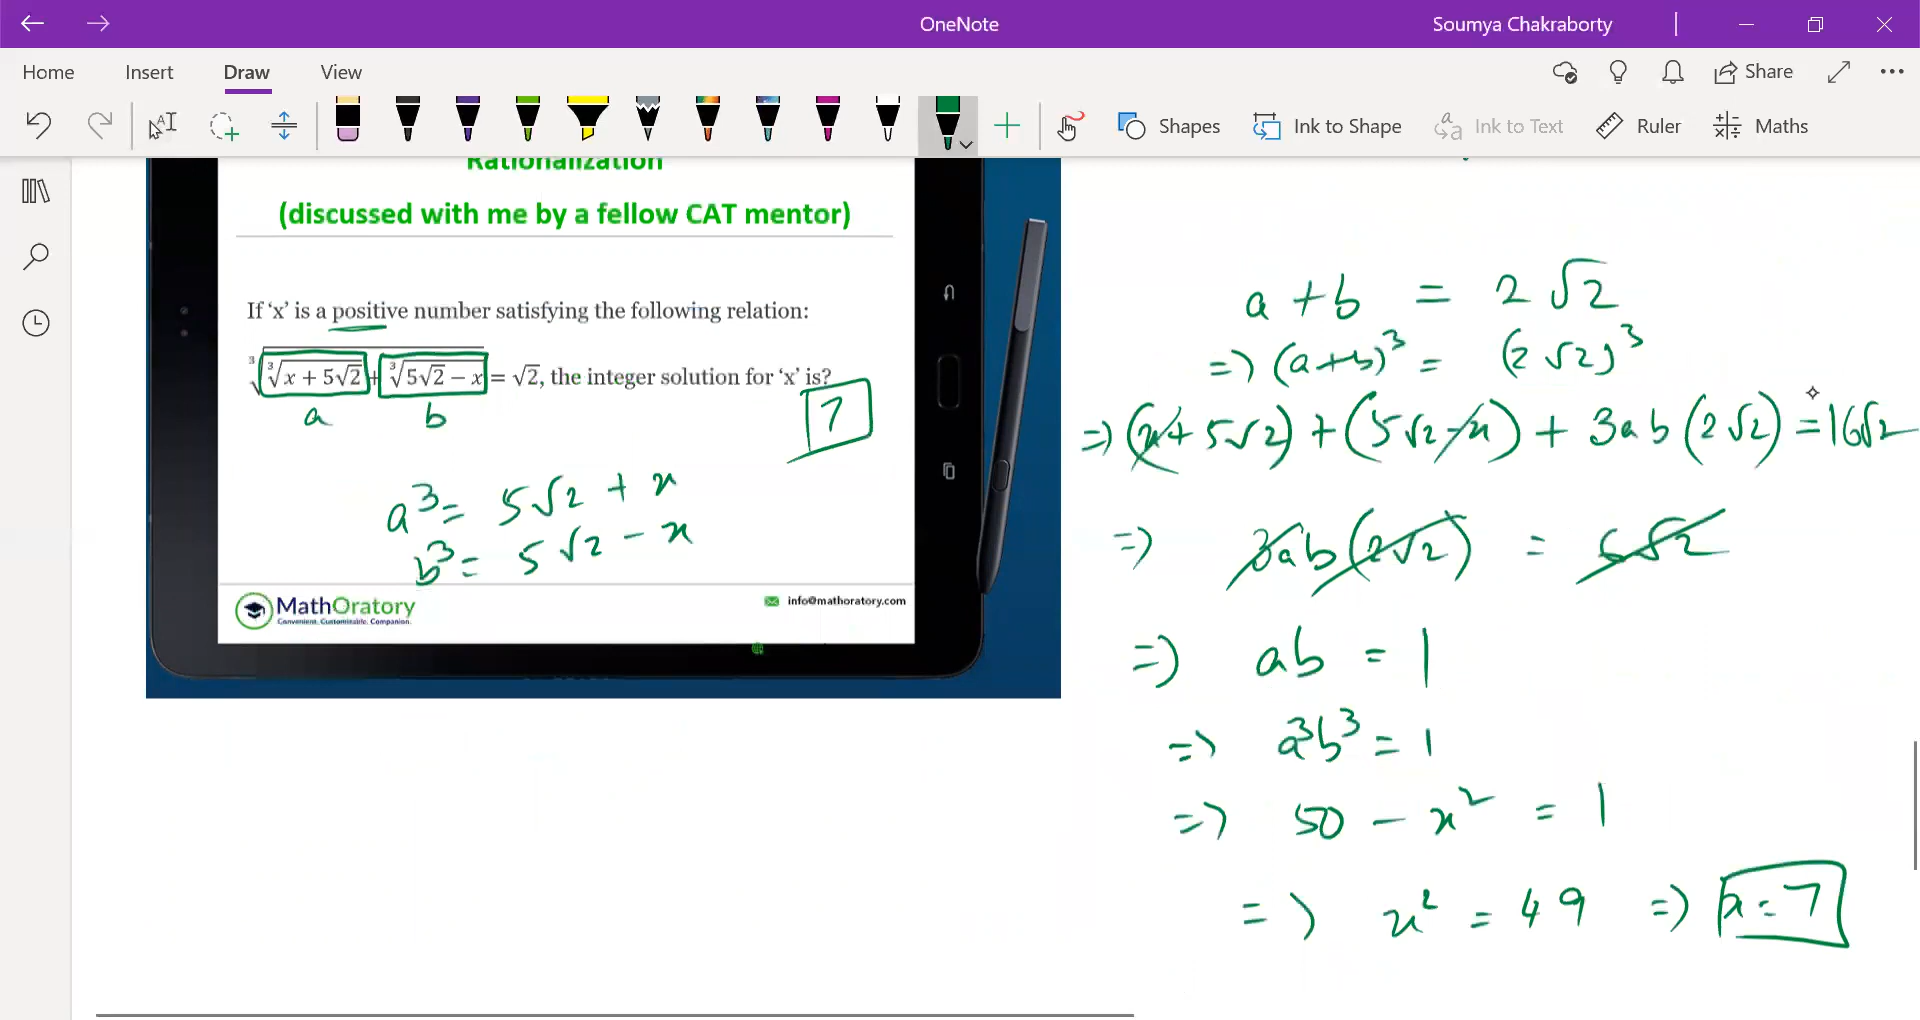 OneNote
Soumya Chakraborty
Home Insert Draw View
Share
Shapes
Ink to Shape
Ink to Text
Ruler
Maths
Rationalization
(discussed with me by a fellow CAT mentor)
If ‘x’ is a positive number satisfying the following relation:
∛(∛(x + 5√2) + ∛(5√2 − x)) = √2, the integer solution for ‘x’ is?
a b
7
a³ = 5√2 + x
b³ = 5√2 − x
MathOratory
Convenient. Customizable. Companion.
info@mathoratory.com
a + b = 2√2
=> (a+b)³ = (2√2)³
=> (x + 5√2) + (5√2 − x) + 3ab(2√2) = 16√2
=> 3ab(2√2) = 6√2
=> ab = 1
=> a³b³ = 1
=> 50 − x² = 1
=> x² = 49 => x = 7